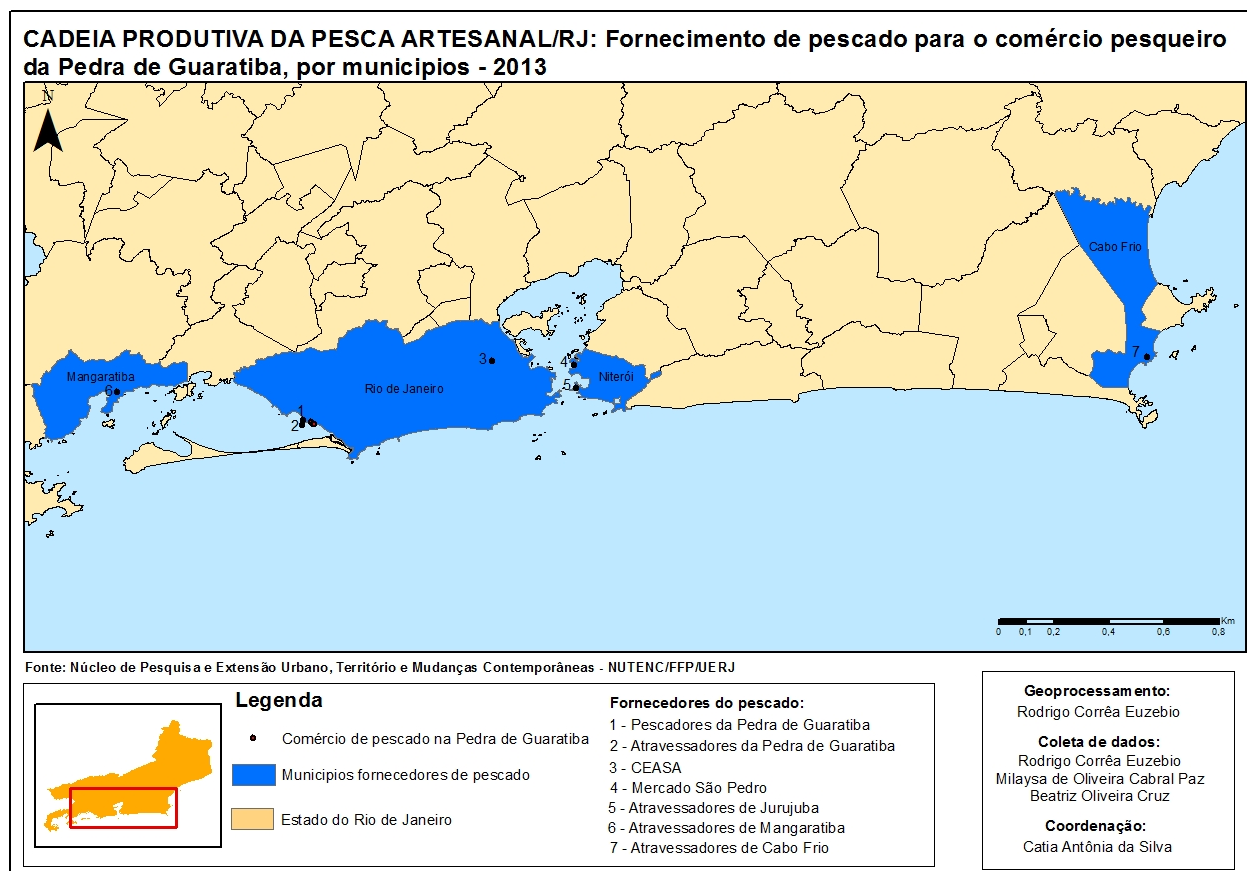 CADEIA PRODUTIVA DA PESCA ARTESANAL/RJ: Fornecimento de pescado para o comércio pesqueiro
da Pedra de Guaratiba, por municipios - 2013
N
Cabo Frio
7
3
4
Mangaratiba
6
Rio de Janeiro
5
Niterói
1
2
Km
0 0,1 0,2 0,4 0,6 0,8
Fonte: Núcleo de Pesquisa e Extensão Urbano, Território e Mudanças Contemporâneas - NUTENC/FFP/UERJ
Legenda
Comércio de pescado na Pedra de Guaratiba
Municipios fornecedores de pescado
Estado do Rio de Janeiro
Fornecedores do pescado:
1 - Pescadores da Pedra de Guaratiba
2 - Atravessadores da Pedra de Guaratiba
3 - CEASA
4 - Mercado São Pedro
5 - Atravessadores de Jurujuba
6 - Atravessadores de Mangaratiba
7 - Atravessadores de Cabo Frio
Geoprocessamento:
Rodrigo Corrêa Euzebio
Coleta de dados:
Rodrigo Corrêa Euzebio
Milaysa de Oliveira Cabral Paz
Beatriz Oliveira Cruz
Coordenação:
Catia Antônia da Silva